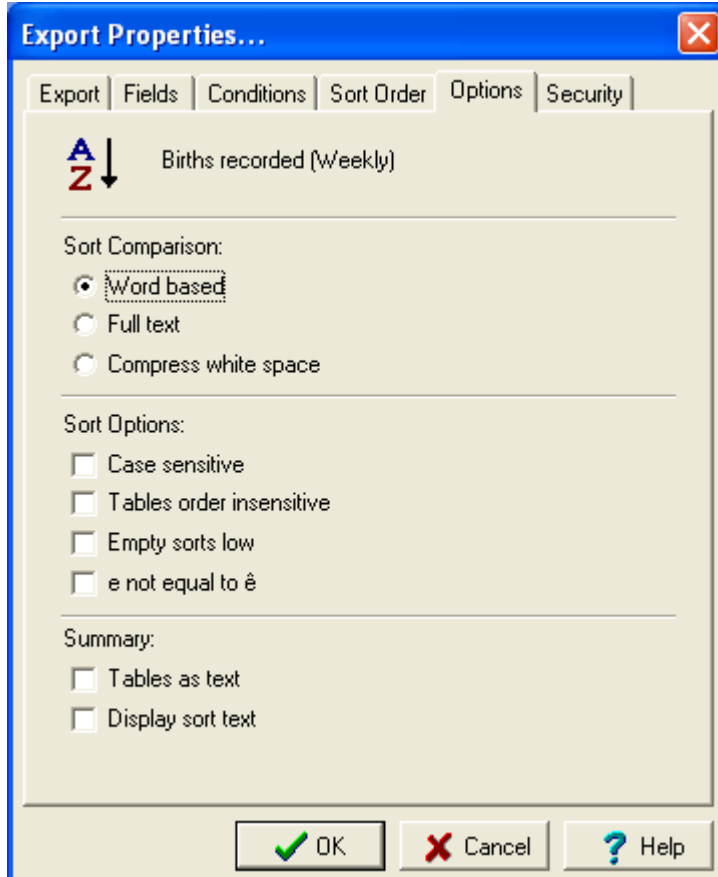 Export Properties...
Export Fields Conditions Sort Order Options Security
A
Z
Births recorded (Weekly)
Sort Comparison:
Word based
Full text
Compress white space
Sort Options:
Case sensitive
Tables order insensitive
Empty sorts low
e not equal to ê
Summary:
Tables as text
Display sort text
OK Cancel ? Help